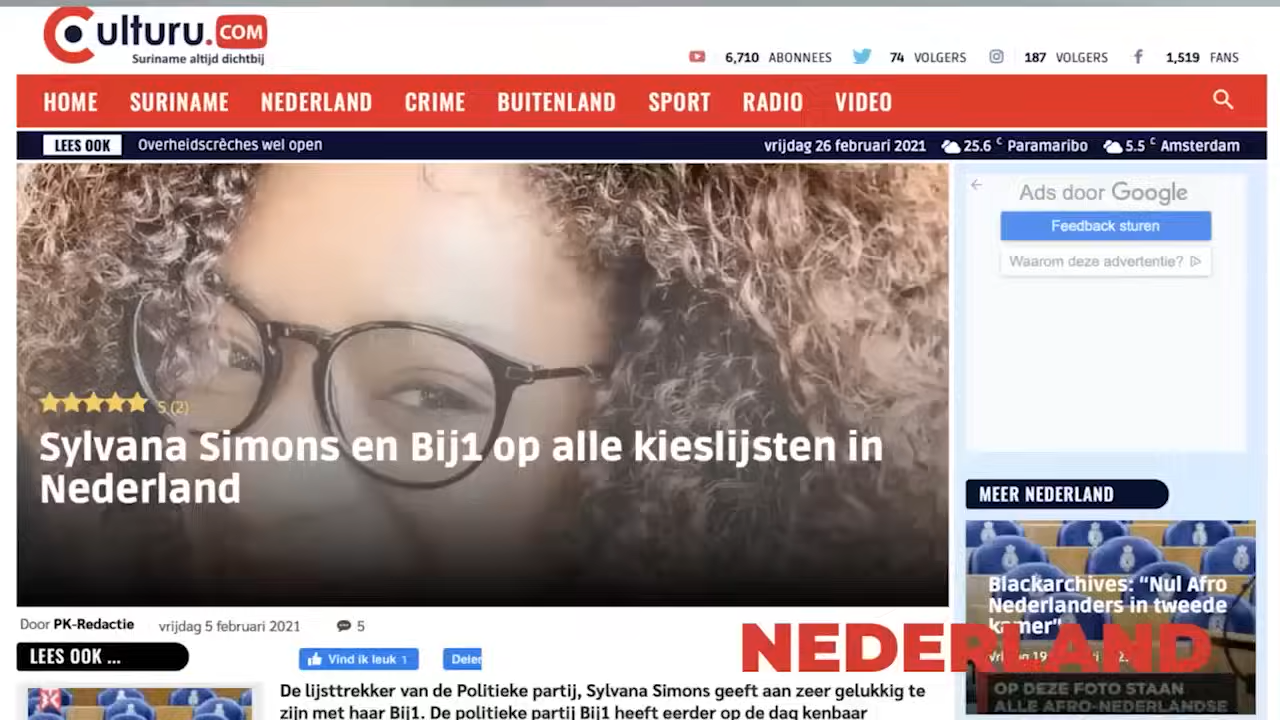 Culturu.COM
Suriname altijd dichtbij
6,710 ABONNEES 74 VOLGERS 187 VOLGERS 1,519 FANS
HOME SURINAME NEDERLAND CRIME BUITENLAND SPORT RADIO VIDEO
LEES OOK Overheidscrèches wel open vrijdag 26 februari 2021 25.6 C Paramaribo 5.5 C Amsterdam
Ads door Google
Feedback sturen
Waarom deze advertentie?
5 (2)
Sylvana Simons en Bij1 op alle kieslijsten in
Nederland
MEER NEDERLAND
Blackarchives: “Nul Afro
Nederlanders in tweede
kamer"
NEDERLAND
OP DEZE FOTO STAAN
ALLE AFRO-NEDERLANDSE
Door PK-Redactie vrijdag 5 februari 2021 5
LEES OOK ...
Vind ik leuk 1 Deler
De lijsttrekker van de Politieke partij, Sylvana Simons geeft aan zeer gelukkig te
zijn met haar Bij1. De politieke partij Bij1 heeft eerder op de dag kenbaar